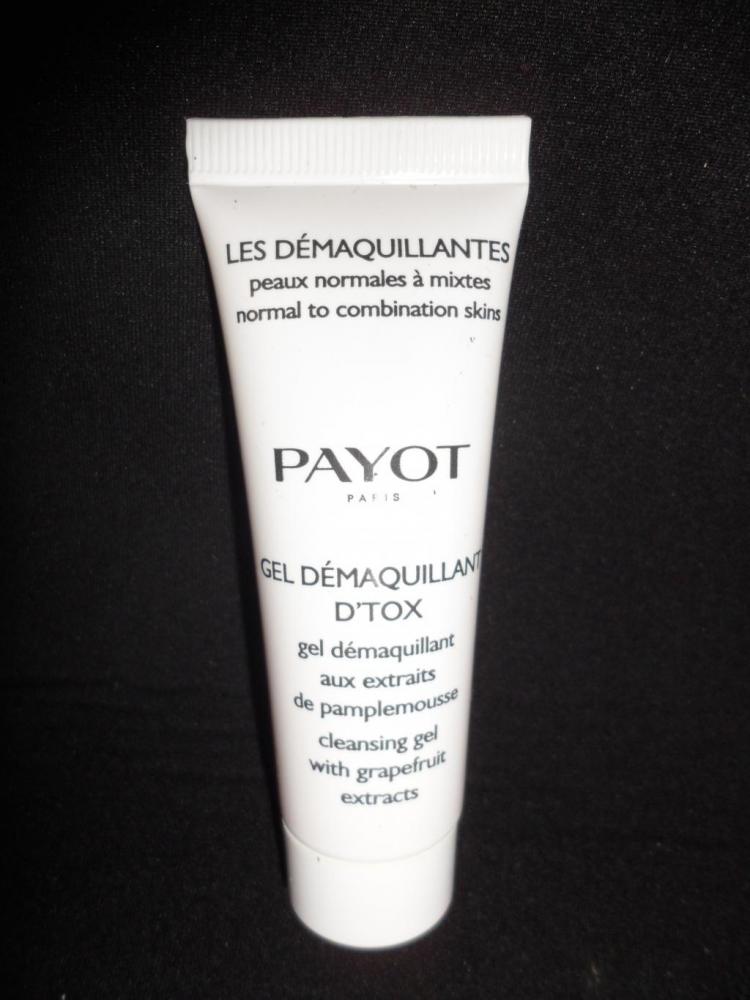 LES DÉMAQUILLANTES
peaux normales à mixtes
normal to combination skins
PAYOT
PARIS
GEL DÉMAQUILLANT
D'TOX
gel démaquillant
aux extraits
de pamplemousse
cleansing gel
with grapefruit
extracts